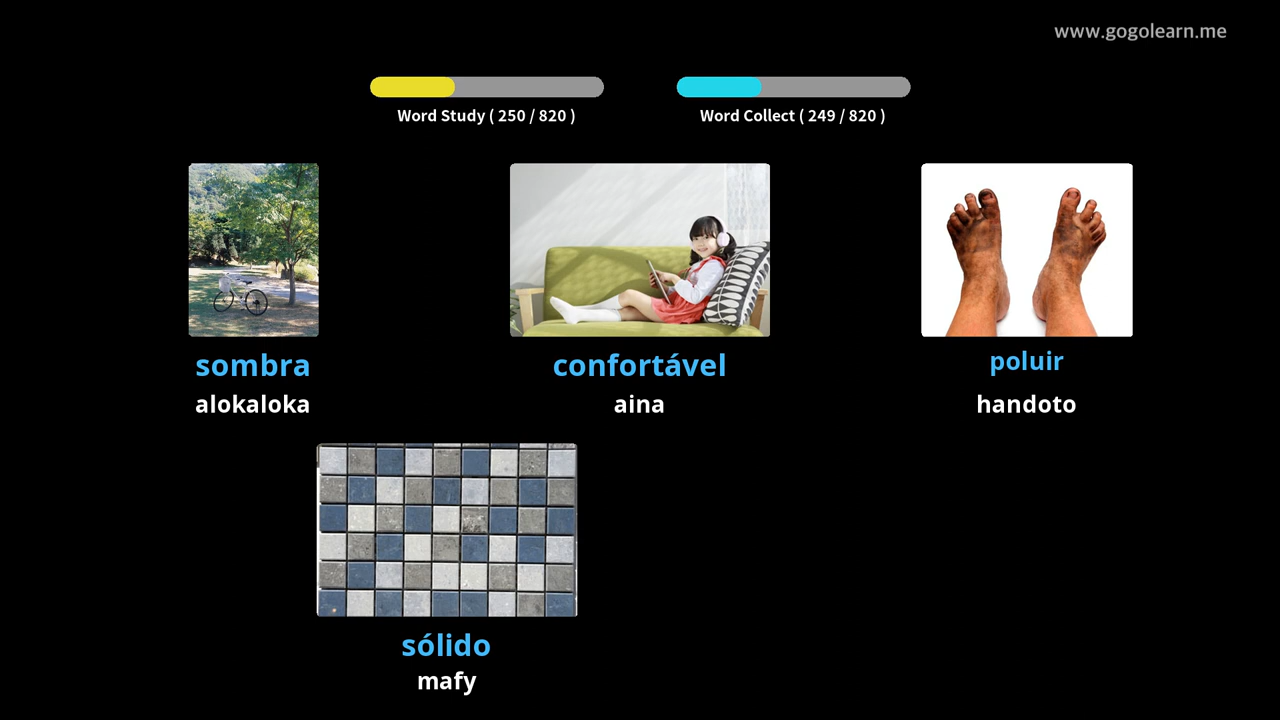 www.gogolearn.me
Word Study ( 250 / 820 )
Word Collect ( 249 / 820 )
sombra
alokaloka
confortável
aina
poluir
handoto
sólido
mafy